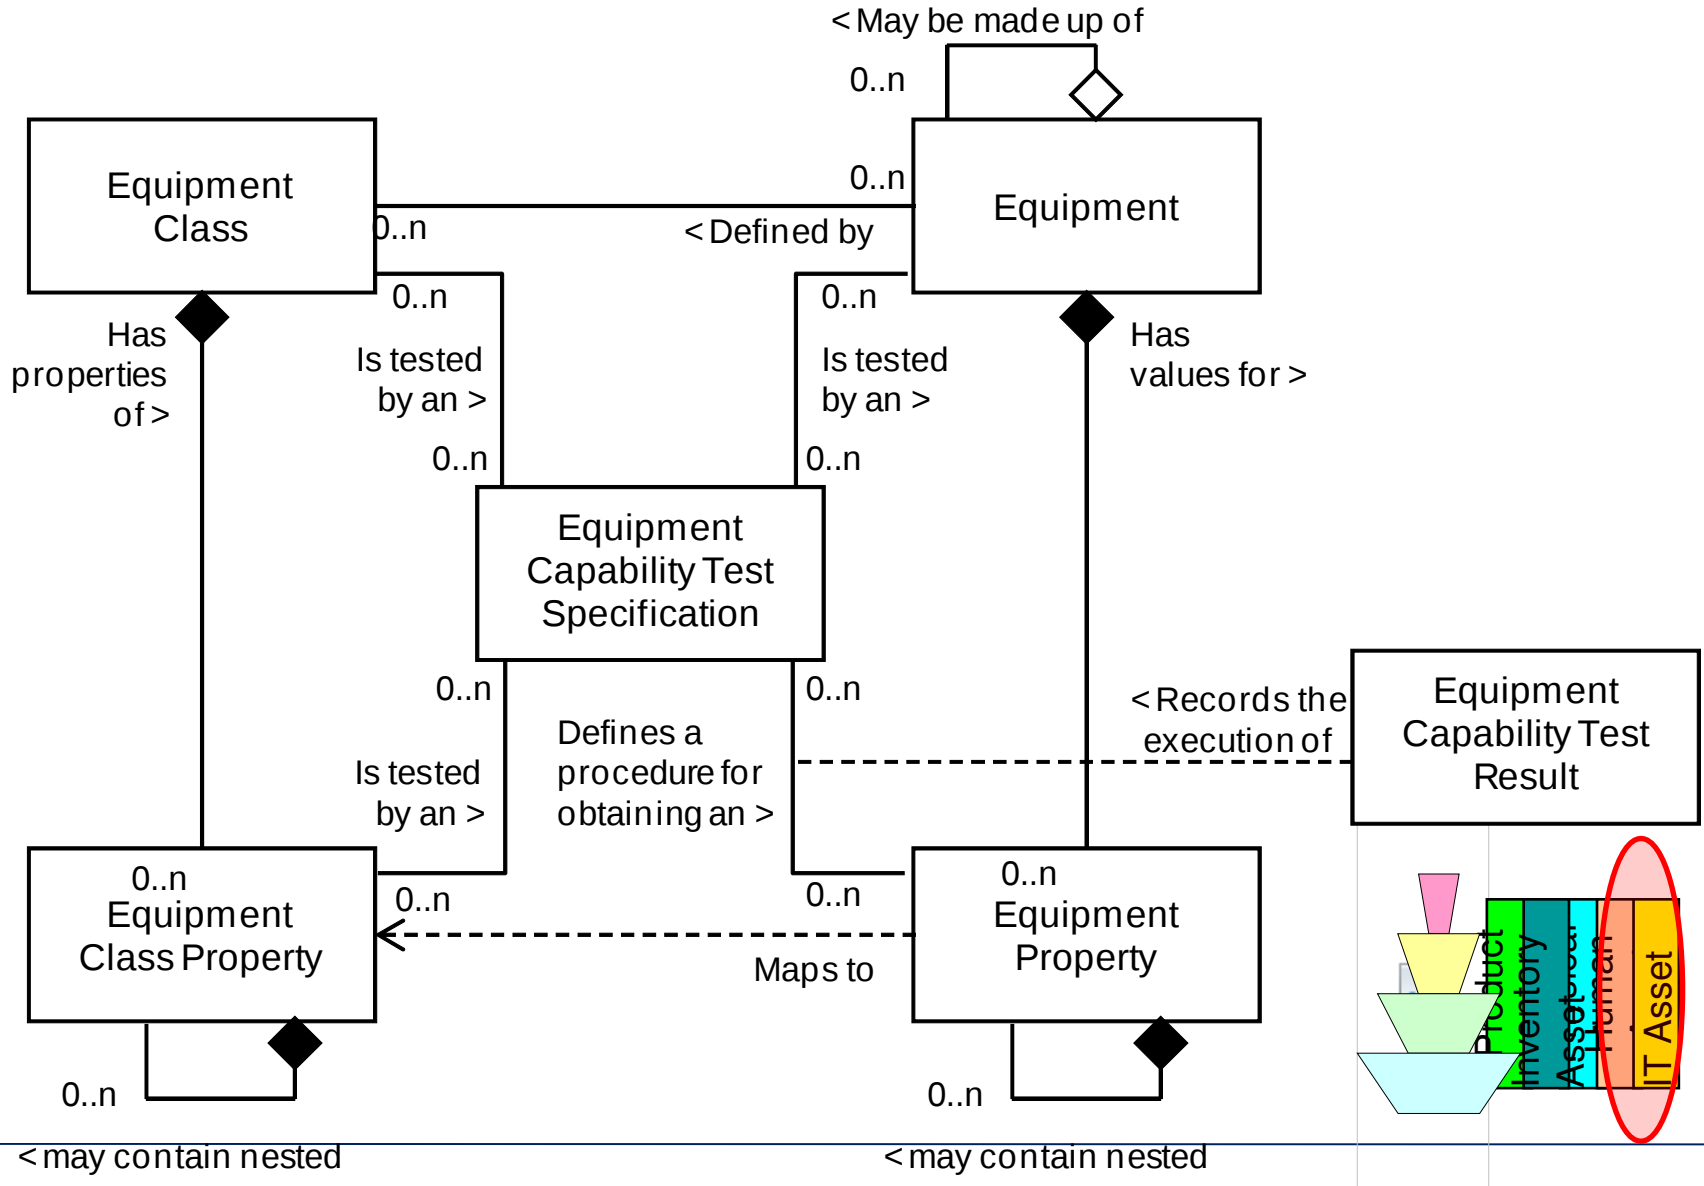 < May be made up of
0..n
0..n
Equipment
Class
Equipment
0..n
< Defined by
0..n
0..n
Has
properties
of >
Is tested
by an >
Is tested
by an >
Has
values for >
0..n
0..n
Equipment
Capability Test
Specification
0..n
0..n
Defines a
procedure for
obtaining an >
Is tested
by an >
< Records the
execution of
Equipment
Capability Test
Result
0..n
Equipment
Class Property
0..n
0..n
0..n
Equipment
Property
Maps to
0..n
0..n
< may contain nested
< may contain nested
Inventory
Asset
Human
IT Asset